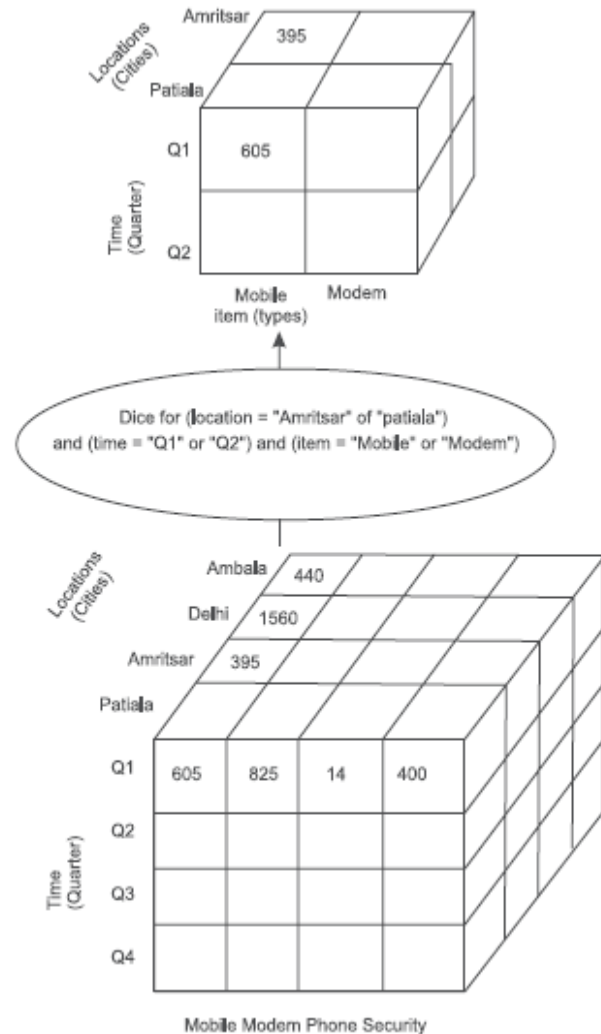 Amritsar
395
Locations
(Cities)
Patiala
Q1
605
Time
(Quarter)
Q2
Mobile Modem
item (types)
Dice for (location = "Amritsar" of "patiala")
and (time = "Q1" or "Q2") and (item = "Mobile" or "Modem")
Locations
(Cities)
Ambala
440
Delhi
1560
Amritsar
395
Patiala
Q1
605 825 14 400
Q2
Time
(Quarter)
Q3
Q4
Mobile Modem Phone Security